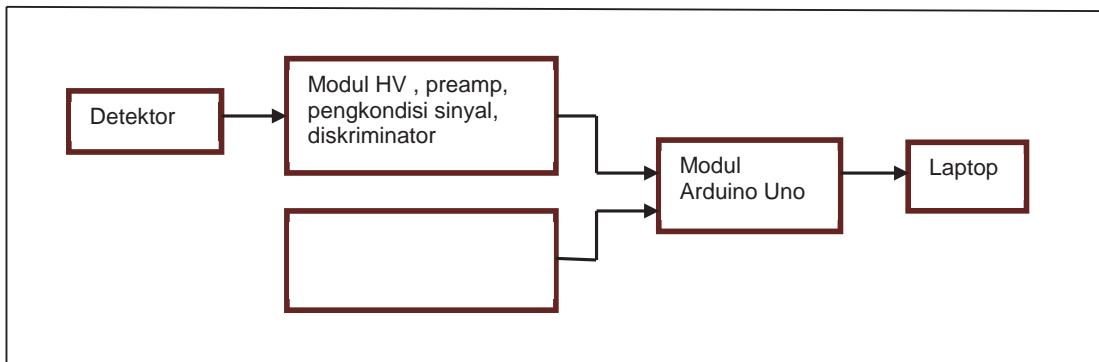 Detektor
Modul HV , preamp,
pengkondisi sinyal,
diskriminator
Modul
Arduino Uno
Laptop